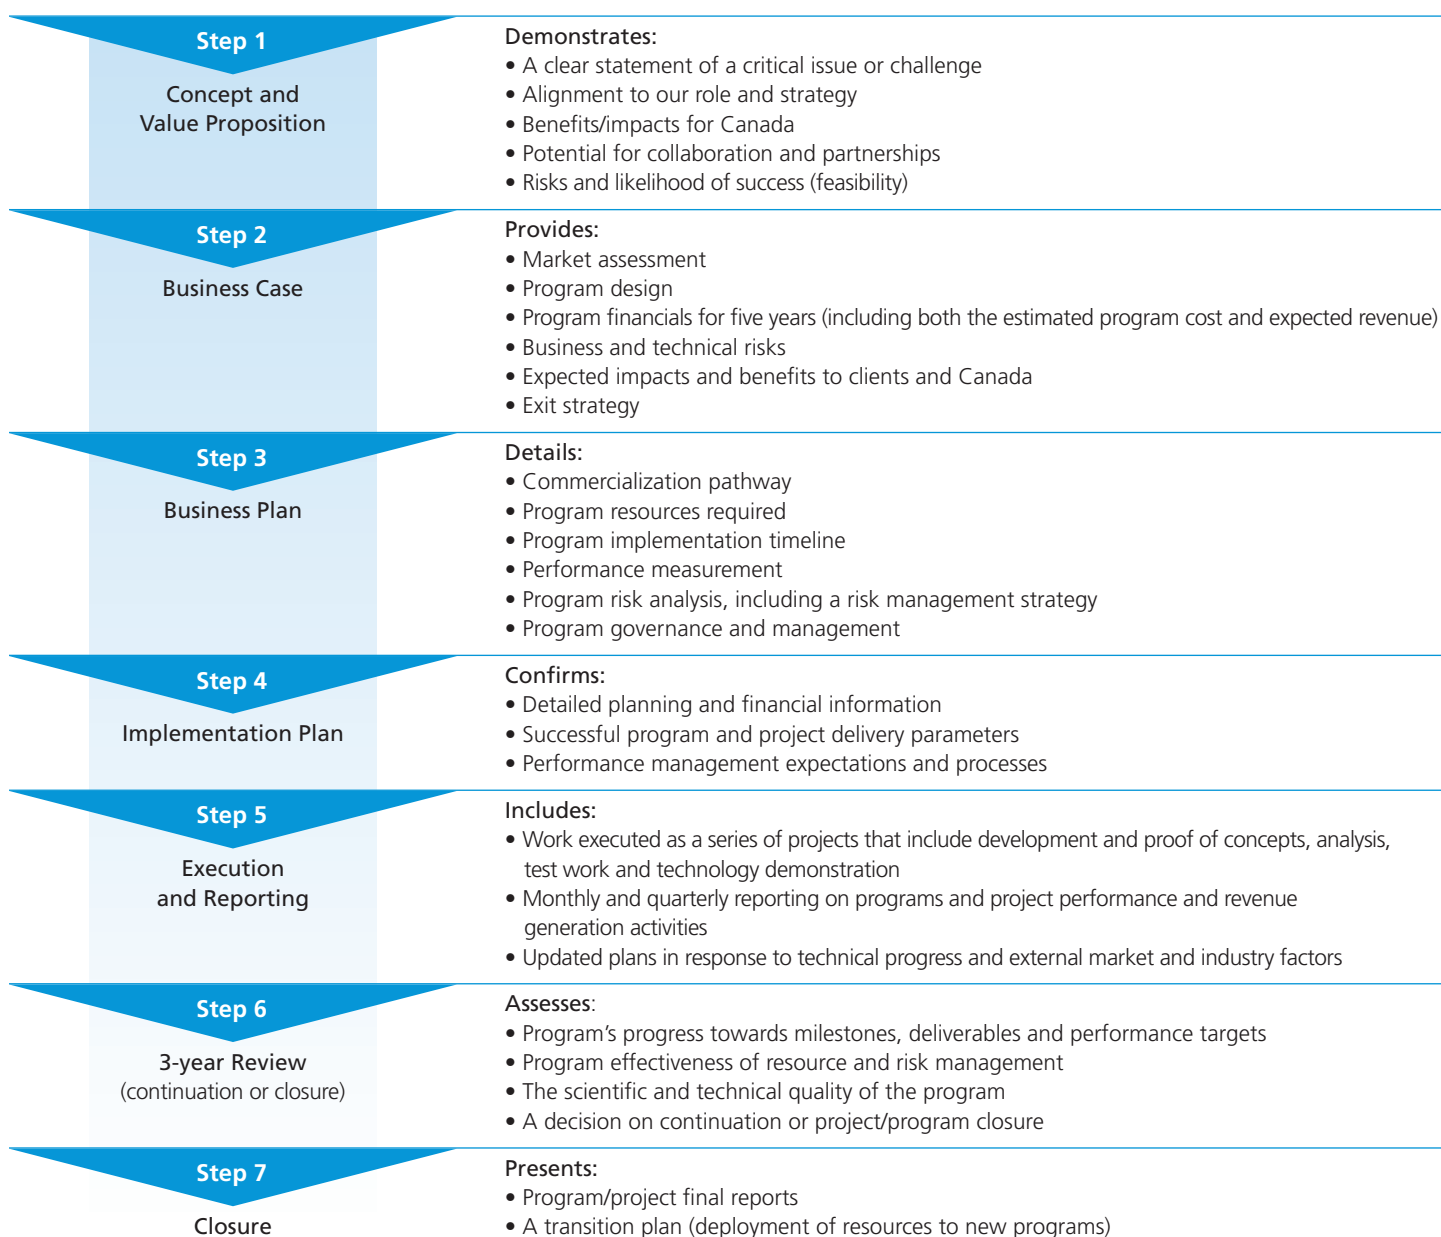 Step 1
Concept and
Value Proposition
Demonstrates:
• A clear statement of a critical issue or challenge
• Alignment to our role and strategy
• Benefits/impacts for Canada
• Potential for collaboration and partnerships
• Risks and likelihood of success (feasibility)
Step 2
Business Case
Provides:
• Market assessment
• Program design
• Program financials for five years (including both the estimated program cost and expected revenue)
• Business and technical risks
• Expected impacts and benefits to clients and Canada
• Exit strategy
Step 3
Business Plan
Details:
• Commercialization pathway
• Program resources required
• Program implementation timeline
• Performance measurement
• Program risk analysis, including a risk management strategy
• Program governance and management
Step 4
Implementation Plan
Confirms:
• Detailed planning and financial information
• Successful program and project delivery parameters
• Performance management expectations and processes
Step 5
Execution
and Reporting
Includes:
• Work executed as a series of projects that include development and proof of concepts, analysis,
test work and technology demonstration
• Monthly and quarterly reporting on programs and project performance and revenue
generation activities
• Updated plans in response to technical progress and external market and industry factors
Step 6
3-year Review
(continuation or closure)
Assesses:
• Program’s progress towards milestones, deliverables and performance targets
• Program effectiveness of resource and risk management
• The scientific and technical quality of the program
• A decision on continuation or project/program closure
Step 7
Closure
Presents:
• Program/project final reports
• A transition plan (deployment of resources to new programs)